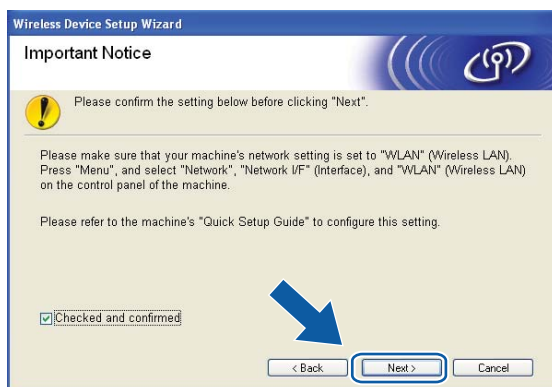 Wireless Device Setup Wizard
Important Notice
Please confirm the setting below before clicking "Next".
Please make sure that your machine's network setting is set to "WLAN" (Wireless LAN).
Press "Menu", and select "Network", "Network I/F" (Interface), and "WLAN" (Wireless LAN)
on the control panel of the machine.
Please refer to the machine's "Quick Setup Guide" to configure this setting.
Checked and confirmed
< Back Next > Cancel